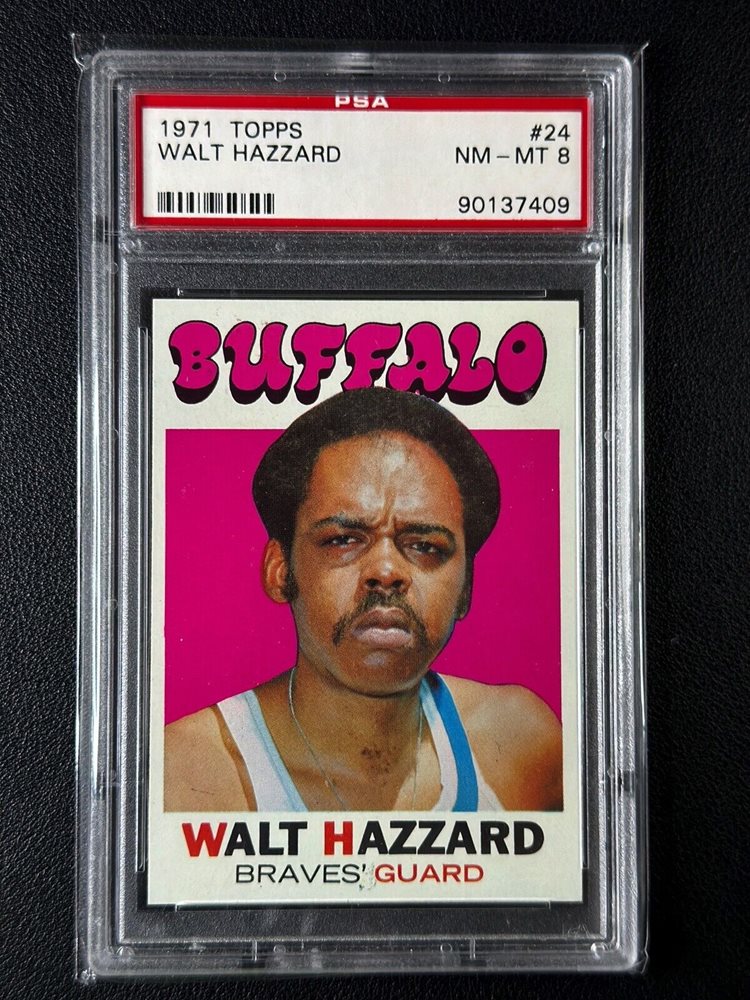 PSA
1971 TOPPS #24
WALT HAZZARD NM-MT 8
90137409
BUFFALO
WALT HAZZARD
BRAVES' GUARD